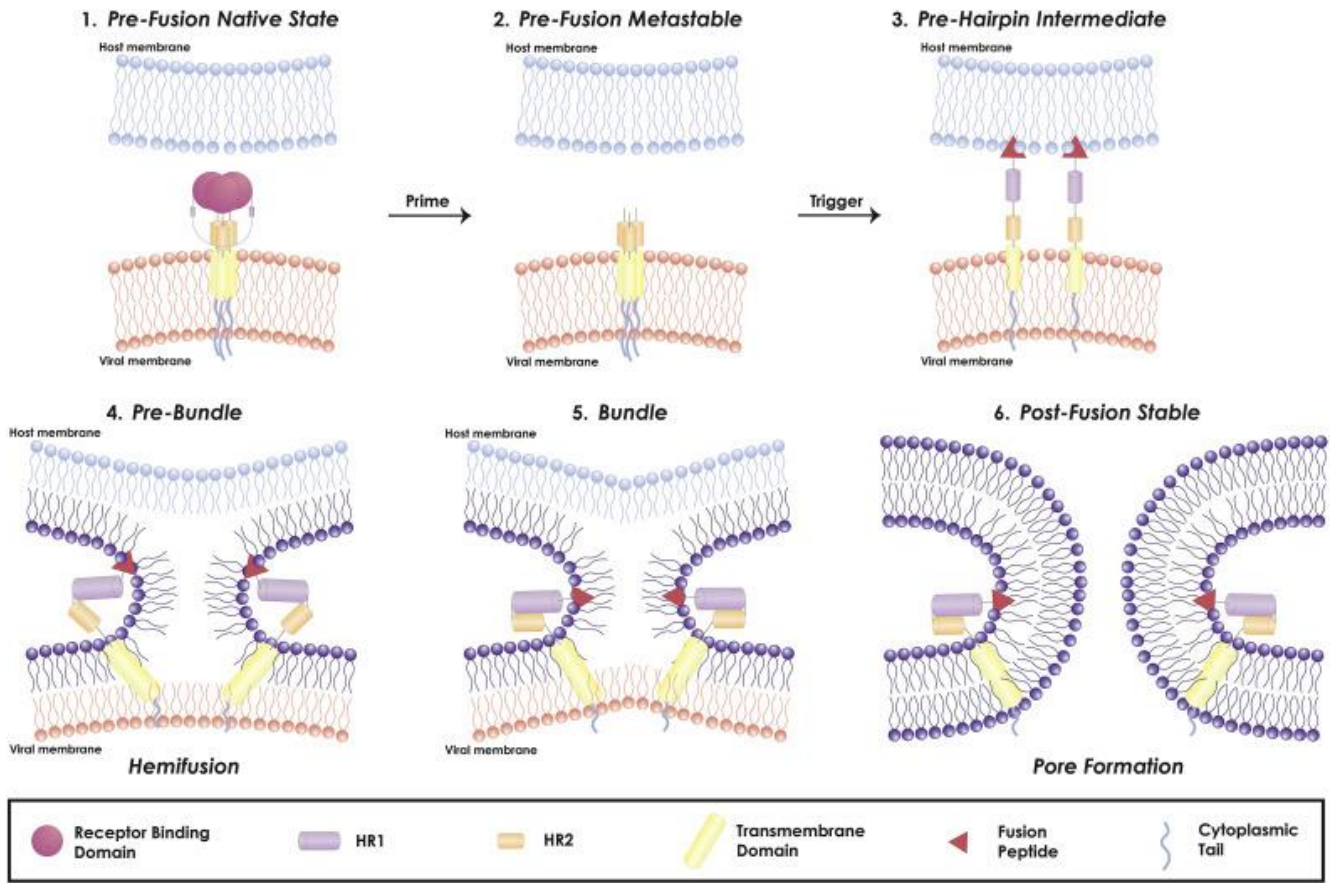 1. Pre-Fusion Native State
2. Pre-Fusion Metastable
3. Pre-Hairpin Intermediate
Host membrane
Host membrane
Host membrane
Prime
Trigger
Viral membrane
Viral membrane
Viral membrane
4. Pre-Bundle
5. Bundle
6. Post-Fusion Stable
Host membrane
Host membrane
Viral membrane
Viral membrane
Hemifusion
Pore Formation
Receptor Binding
Domain
HR1
HR2
Transmembrane
Domain
Fusion
Peptide
Cytoplasmic
Tail